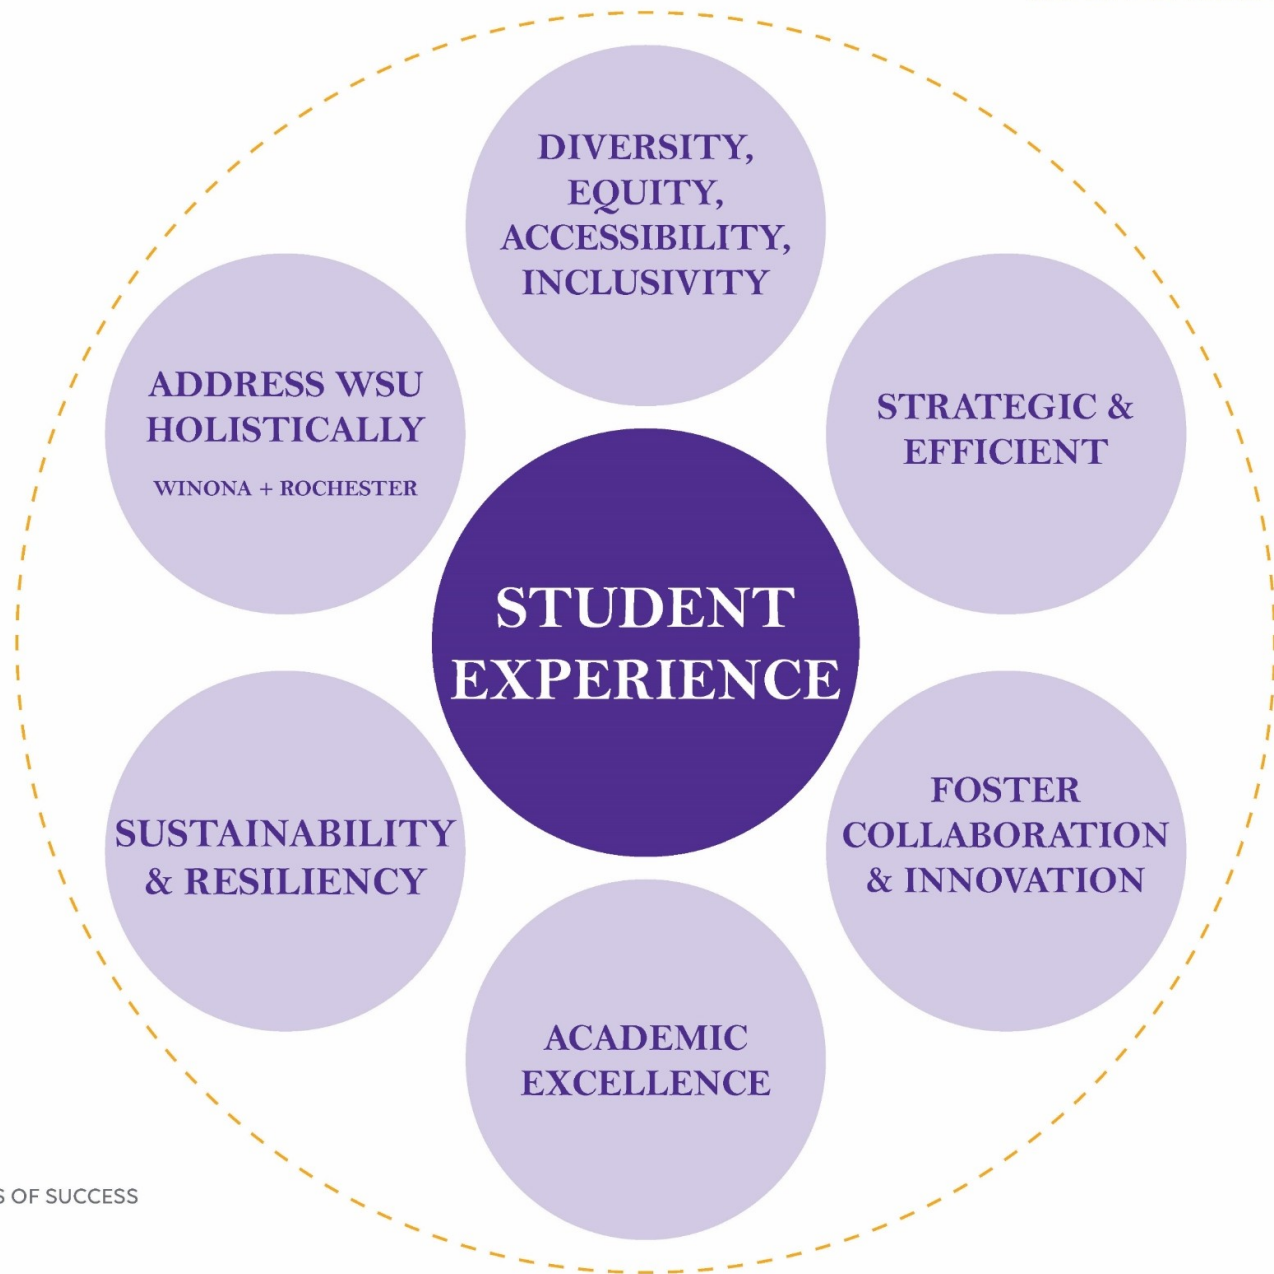 DIVERSITY,
EQUITY,
ACCESSIBILITY,
INCLUSIVITY
ADDRESS WSU
HOLISTICALLY
WINONA + ROCHESTER
STRATEGIC &
EFFICIENT
STUDENT
EXPERIENCE
SUSTAINABILITY
& RESILIENCY
FOSTER
COLLABORATION
& INNOVATION
ACADEMIC
EXCELLENCE
OF SUCCESS